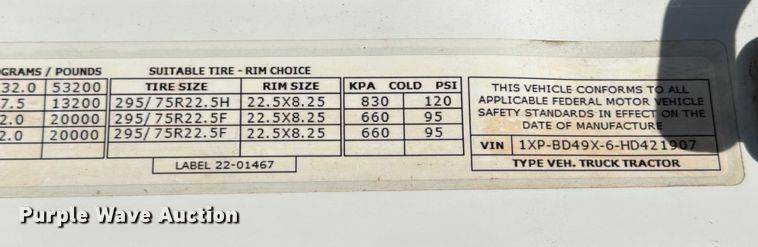 OGRAMS / POUNDS SUITABLE TIRE - RIM CHOICE
32.0 53200 TIRE SIZE RIM SIZE KPA COLD PSI
7.5 13200 295/75R22.5H 22.5X8.25 830 120
2.0 20000 295/75R22.5F 22.5X8.25 660 95
2.0 20000 295/75R22.5F 22.5X8.25 660 95
LABEL 22-01467
THIS VEHICLE CONFORMS TO ALL
APPLICABLE FEDERAL MOTOR VEHICLE
SAFETY STANDARDS IN EFFECT ON THE
DATE OF MANUFACTURE
VIN 1XP-BD49X-6-HD421907
TYPE VEH. TRUCK TRACTOR
Purple Wave Auction